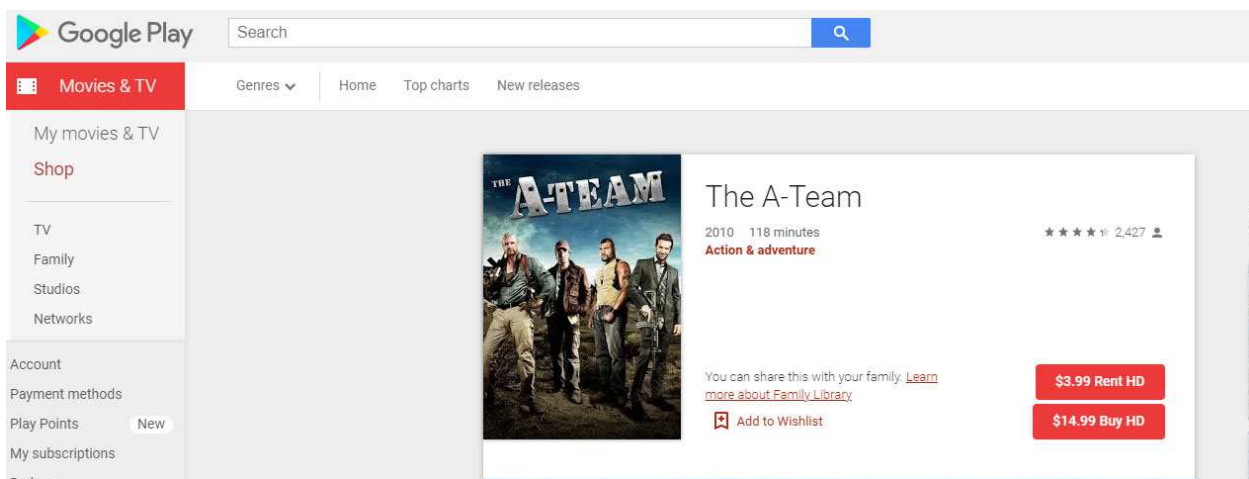 Google Play
Search
Movies & TV
Genres
Home
Top charts
New releases
My movies & TV
Shop
TV
Family
Studios
Networks
Account
Payment methods
Play Points New
My subscriptions
THE A-TEAM
The A-Team
2010 118 minutes
2,427
Action & adventure
You can share this with your family. Learn
more about Family Library
Add to Wishlist
$3.99 Rent HD
$14.99 Buy HD